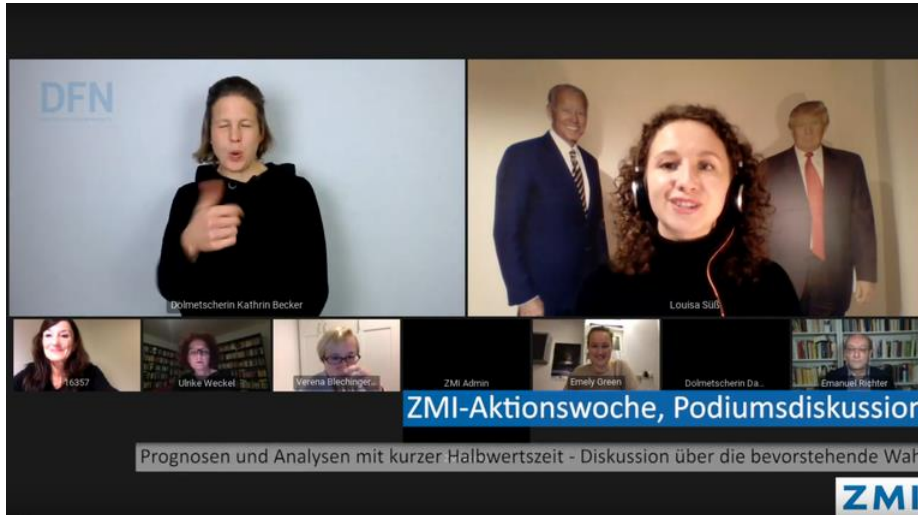 DFN
Dolmetscherin Kathrin Becker
Louisa Süß
16357
Ulrike Weckel
Verena Blechinger...
ZMI Admin
Emely Green
Dolmetscherin Da...
Emanuel Richter
ZMI-Aktionswoche, Podiumsdiskussion
Prognosen und Analysen mit kurzer Halbwertszeit - Diskussion über die bevorstehende Wah
ZMI